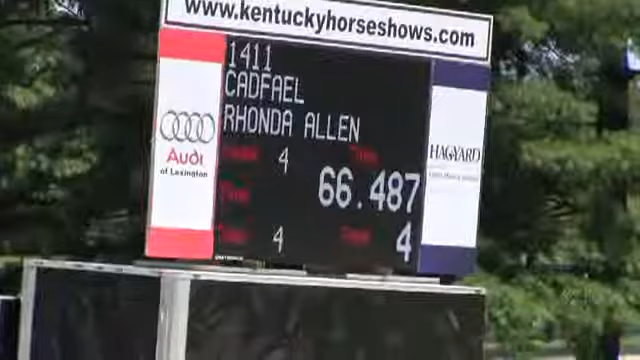 www.kentuckyhorseshows.com
1411
CADFAEL
RHONDA ALLEN
4
66.487
4
4
Audi
of Lexington
HAGYARD